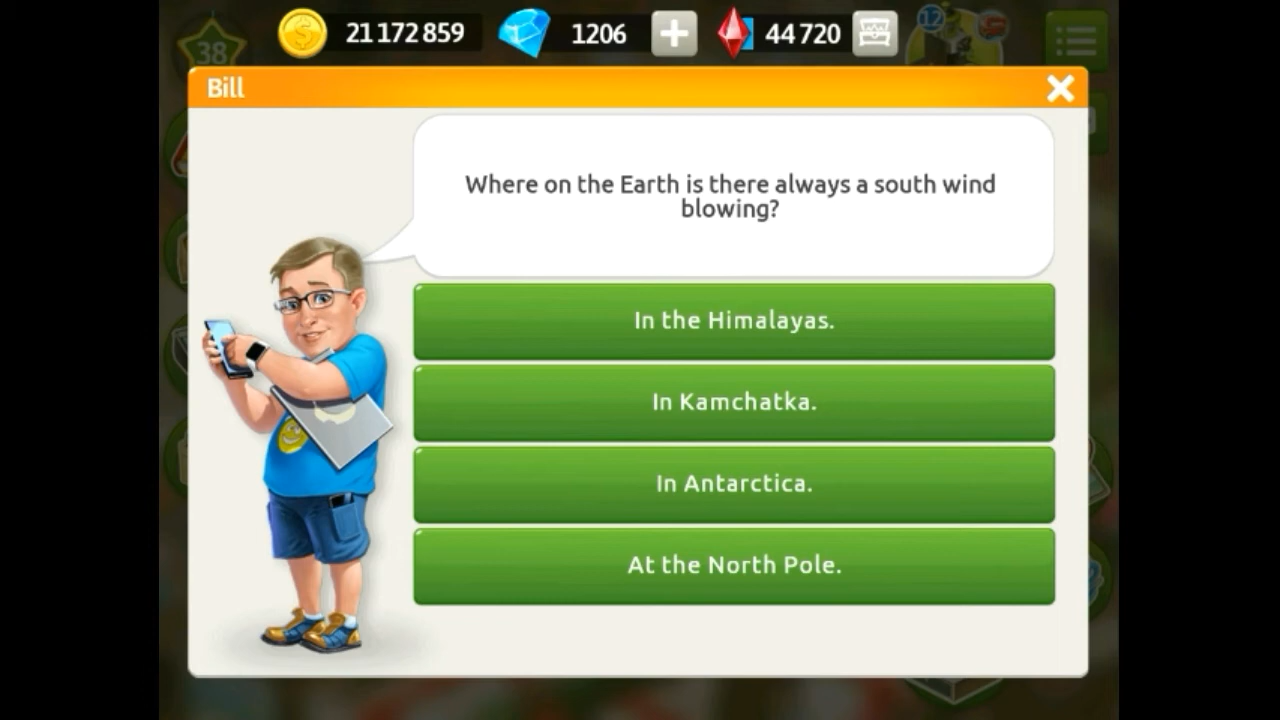 38
21 172 859
1206
44 720
12
Bill
Where on the Earth is there always a south wind
blowing?
In the Himalayas.
In Kamchatka.
In Antarctica.
At the North Pole.